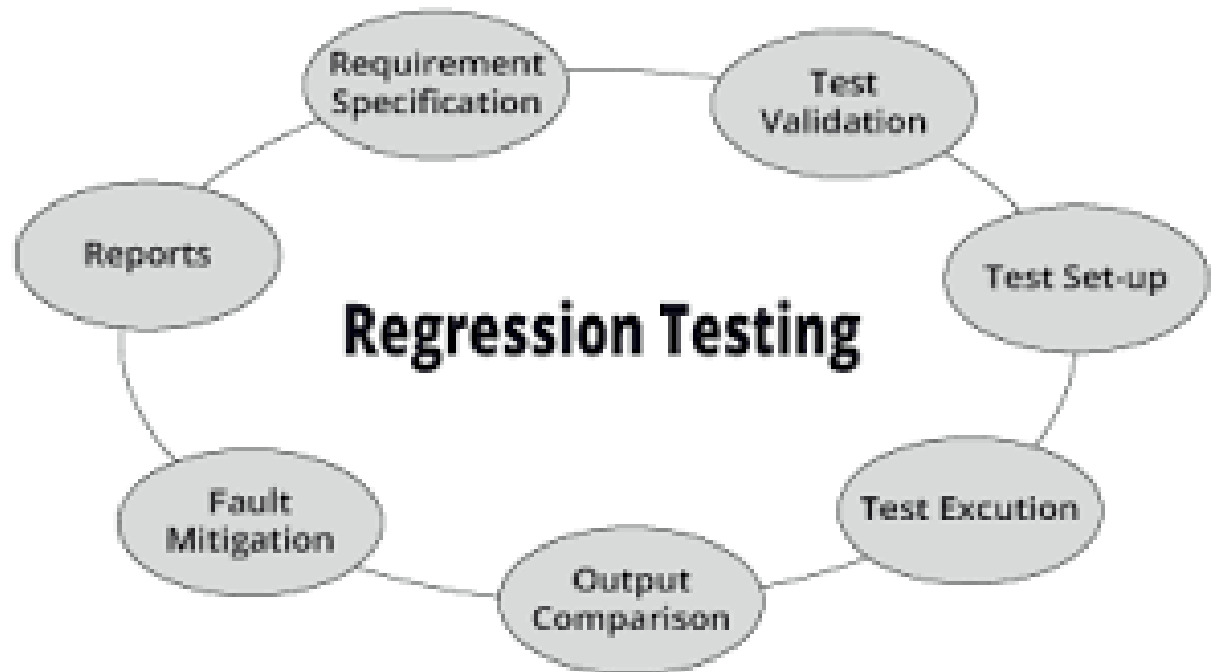 Requirement
Specification
Test
Validation
Reports
Test Set-up
Regression Testing
Fault
Mitigation
Test Excution
Output
Comparison